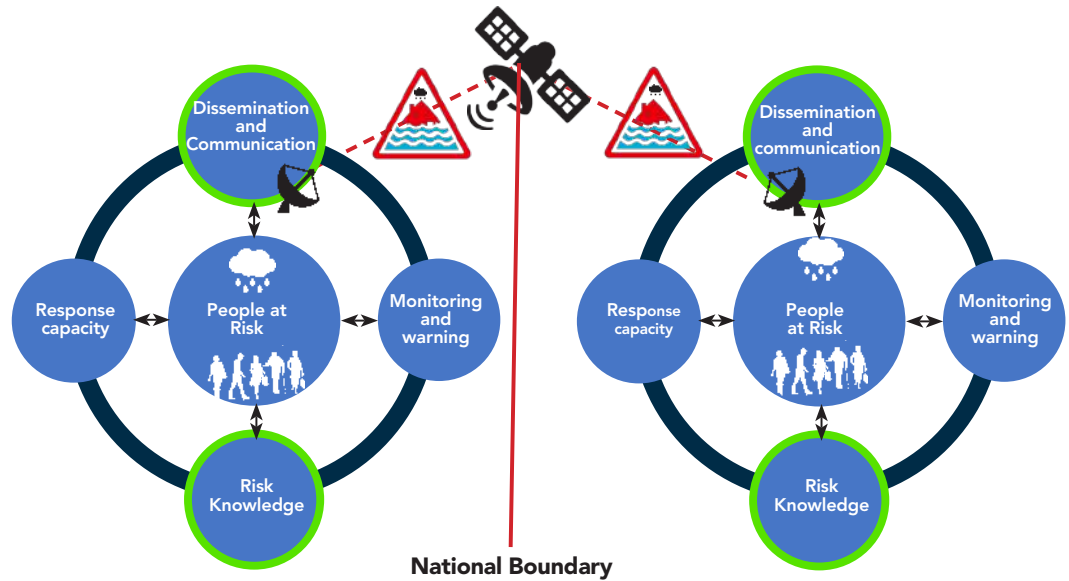 Dissemination
and
Communication
Response
capacity
People at
Risk
Monitoring
and
warning
Risk
Knowledge
Dissemination
and
communication
Response
capacity
People
at Risk
Monitoring
and
warning
Risk
Knowledge
National Boundary